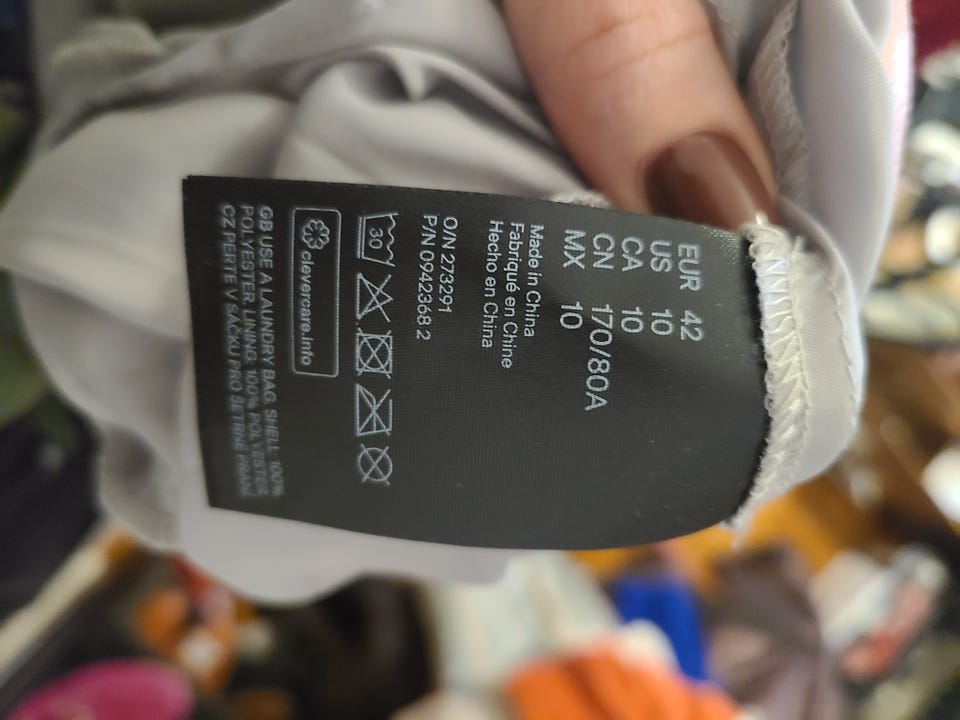 EUR 42
US 10
CA 10
CN 170/80A
MX 10
Made in China
Fabriqué en Chine
Hecho en China
O/N 273291
P/N 0942368 2
30
clevercare.info
GB USE A LAUNDRY BAG. SHELL: 100%
POLYESTER. LINING: 100% POLYESTER.
CZ PERTE V SÁČKU PRO ŠETRNÉ PRANÍ.